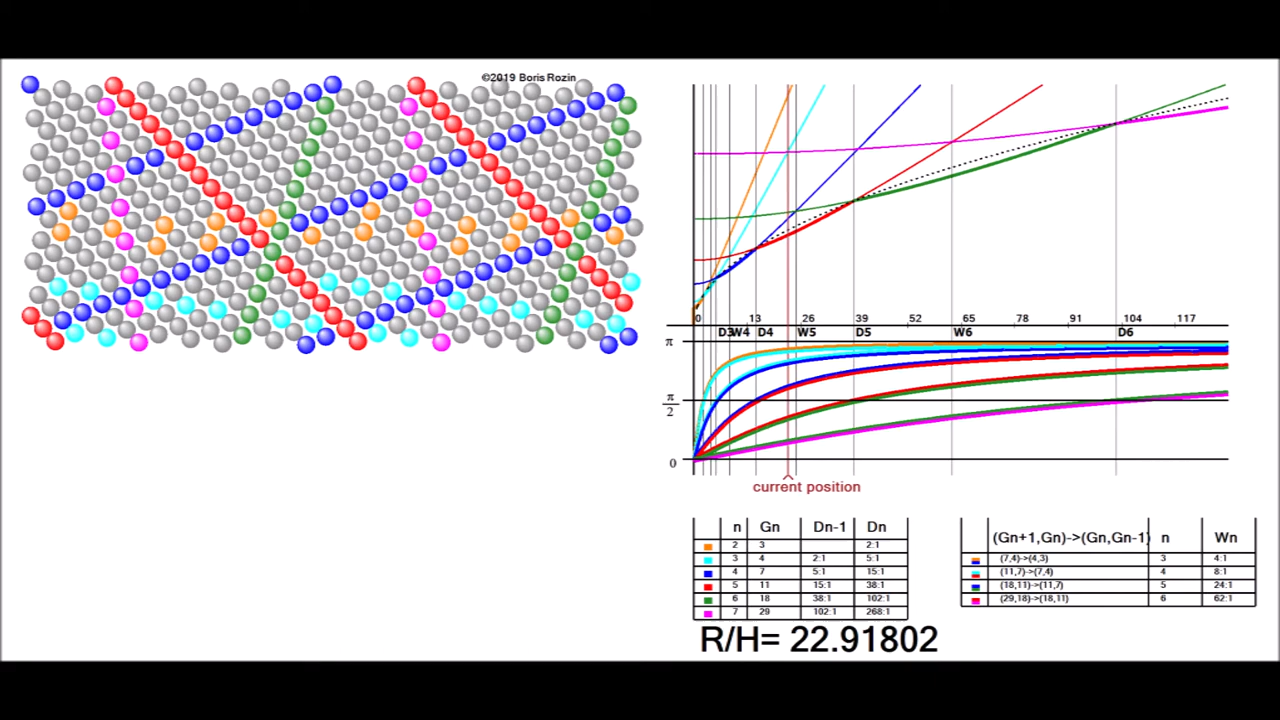 ©2019 Boris Rozin
0 13 26 39 52 65 78 91 104 117
D3 W4 D4 W5 D5 W6 D6
π
π
2
0
current position
n Gn Dn-1 Dn
2 3 2:1
3 4 2:1 5:1
4 7 5:1 15:1
5 11 15:1 38:1
6 18 38:1 102:1
7 29 102:1 268:1
(Gn+1,Gn)->(Gn,Gn-1) n Wn
(7,4)->(4,3) 3 4:1
(11,7)->(7,4) 4 8:1
(18,11)->(11,7) 5 24:1
(29,18)->(18,11) 6 62:1
R/H= 22.91802